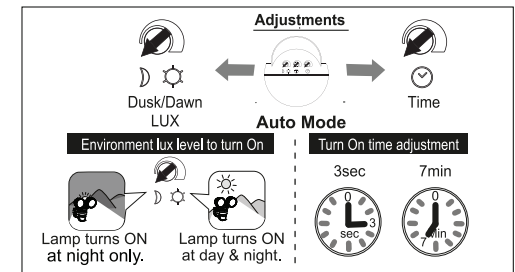 Adjustments
Dusk/Dawn
LUX
Time
Auto Mode
Environment lux level to turn On
Turn On time adjustment
Lamp turns ON
at night only.
Lamp turns ON
at day & night.
3sec
7min
0
3
sec
0
7
min